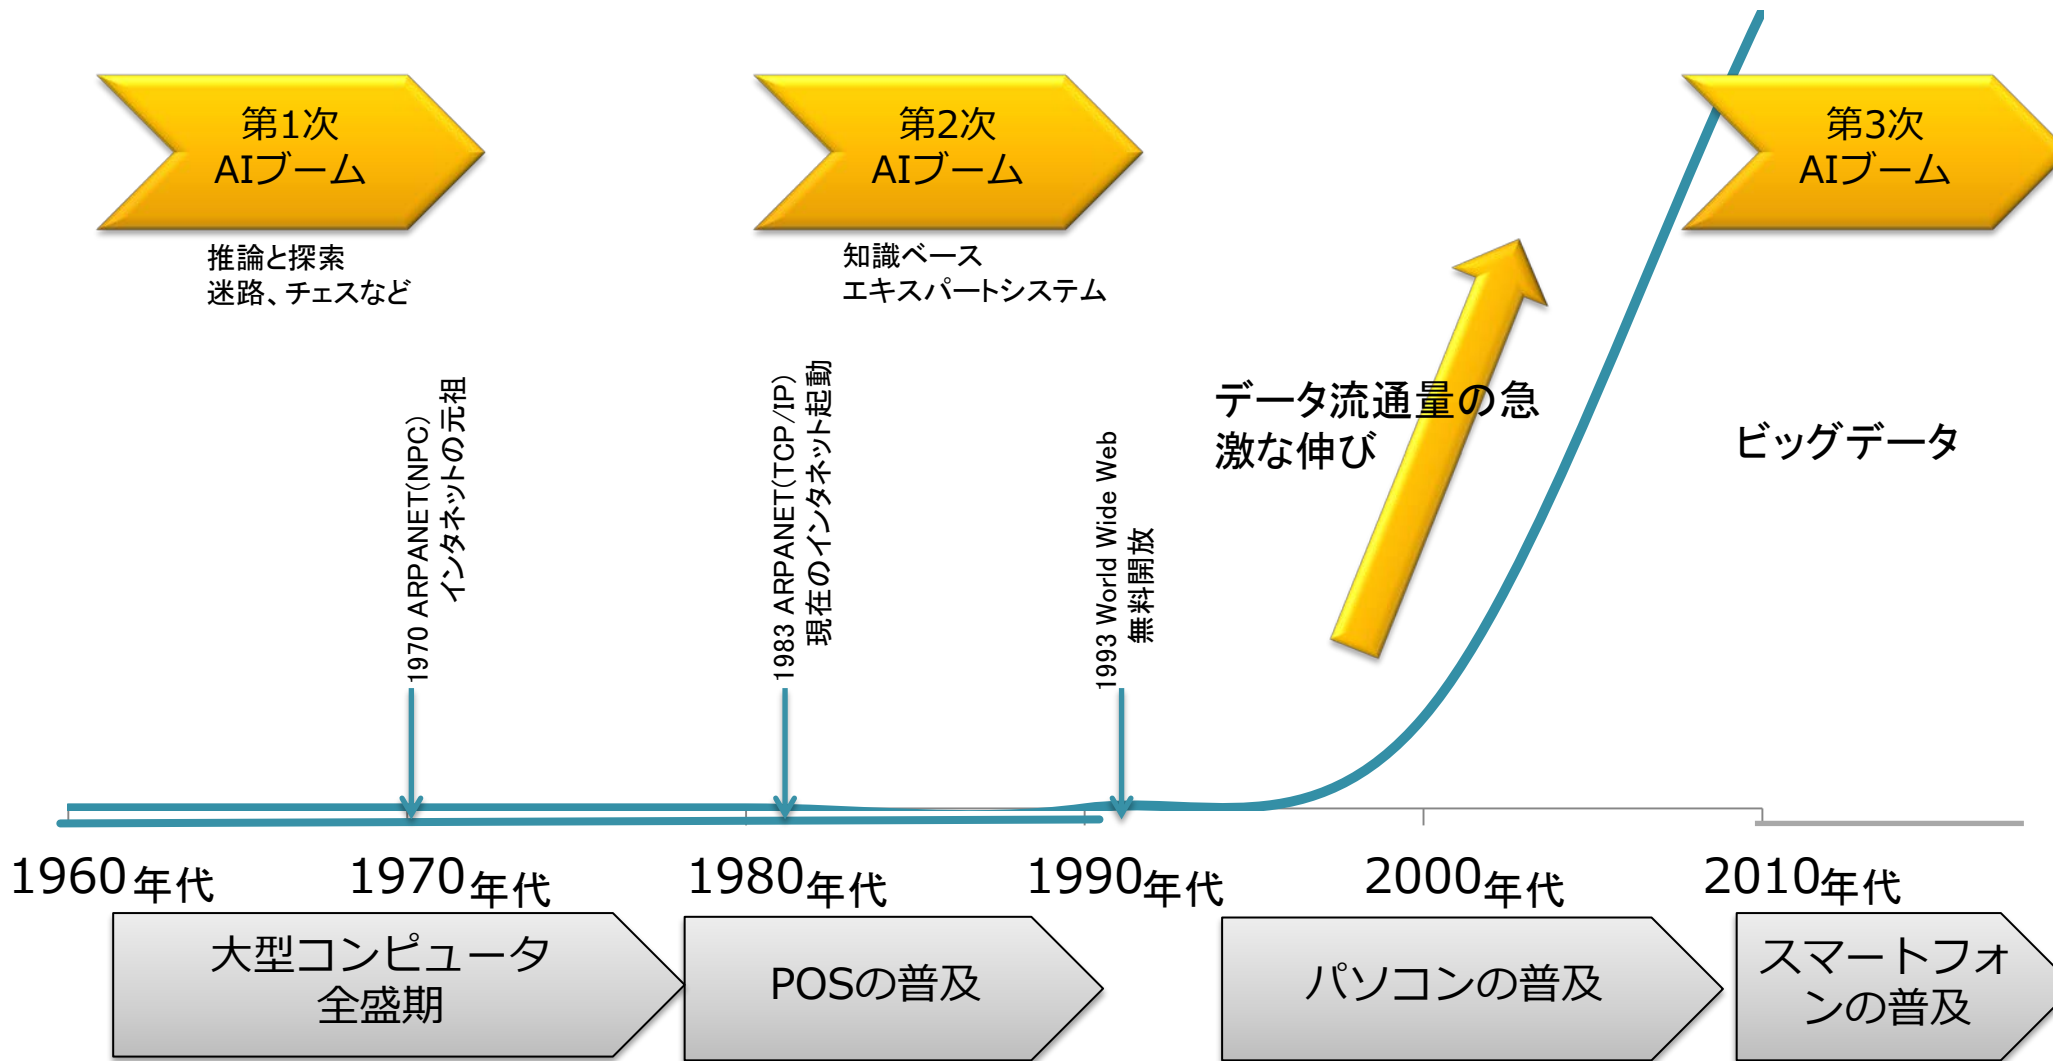 第1次
AIブーム
推論と探索
迷路、チェスなど
第2次
AIブーム
知識ベース
エキスパートシステム
第3次
AIブーム
1970 ARPANET(NPC)
インタネットの元祖
1983 ARPANET(TCP/IP)
現在のインタネット起動
1993 World Wide Web
無料開放
データ流通量の急
激な伸び
ビッグデータ
1960年代
1970年代
1980年代
1990年代
2000年代
2010年代
大型コンピュータ
全盛期
POSの普及
パソコンの普及
スマートフォ
ンの普及